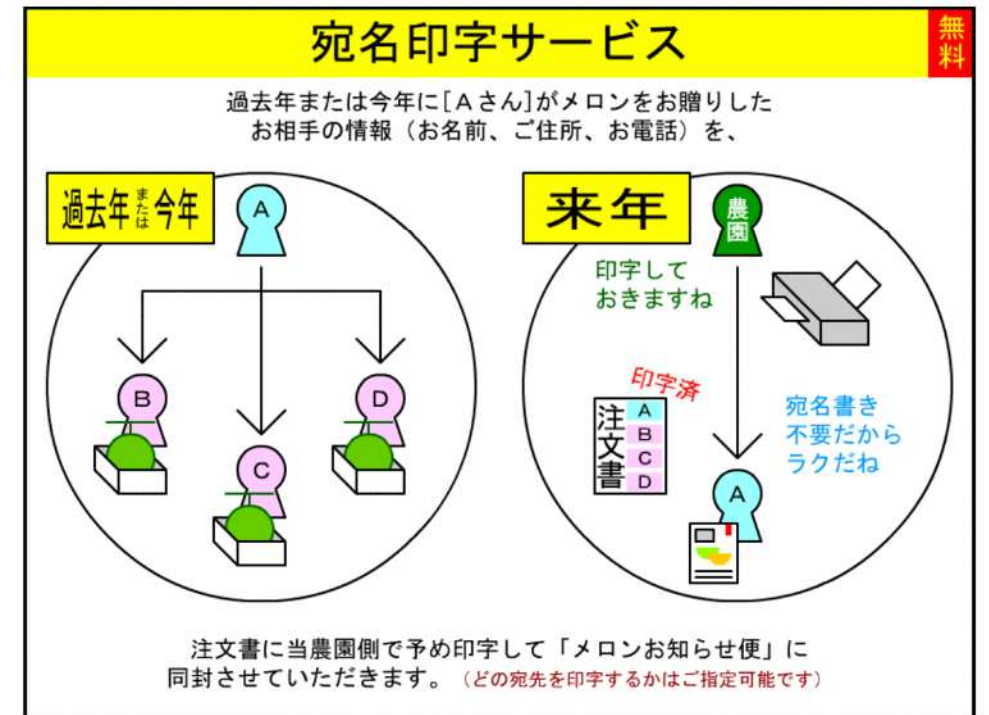 宛名印字サービス
無料
過去年または今年に[Aさん]がメロンをお贈りした
お相手の情報(お名前、ご住所、お電話)を、
過去年または今年
A
B
C
D
来年
農園
印字して
おきますね
印字済
注文書
A
B
C
D
宛名書き
不要だから
ラクだね
A
注文書に当農園側で予め印字して「メロンお知らせ便」に
同封させていただきます。(どの宛先を印字するかはご指定可能です)